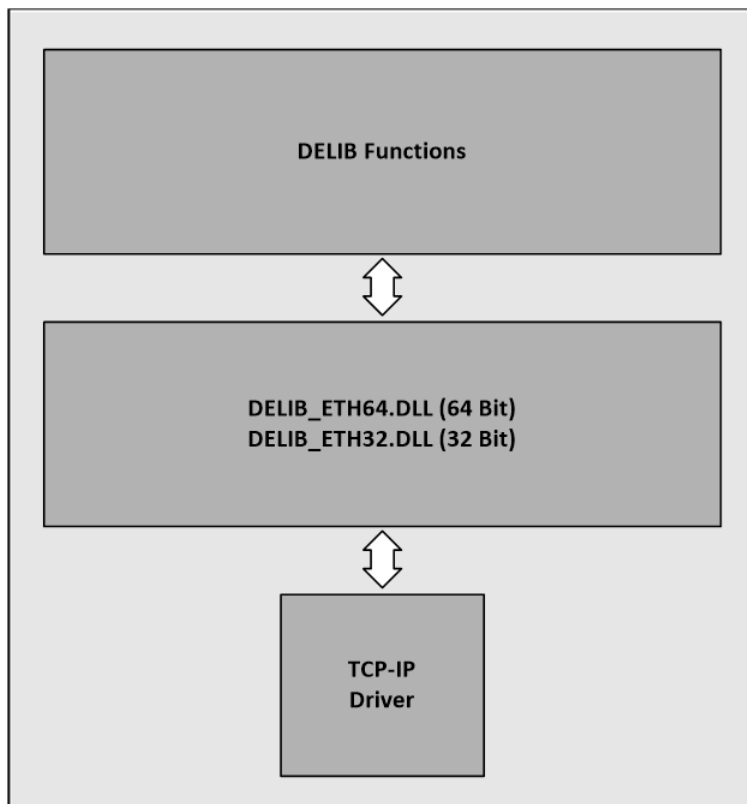 DELIB Functions
DELIB_ETH64.DLL (64 Bit)
DELIB_ETH32.DLL (32 Bit)
TCP-IP
Driver